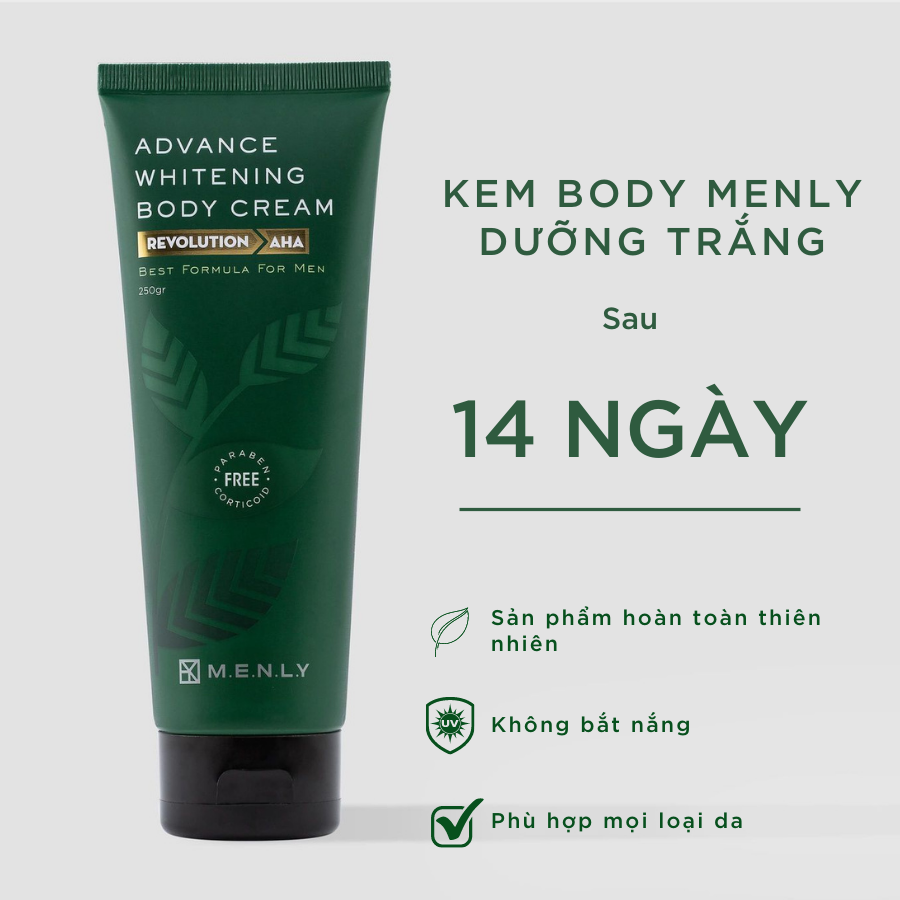 ADVANCE
WHITENING
BODY CREAM
REVOLUTION AHA
BEST FORMULA FOR MEN
250gr
PARABEN
FREE
CORTICOID
M.E.N.L.Y
KEM BODY MENLY
DƯỠNG TRẮNG
Sau
14 NGÀY
Sản phẩm hoàn toàn thiên
nhiên
UV
Không bắt nắng
Phù hợp mọi loại da